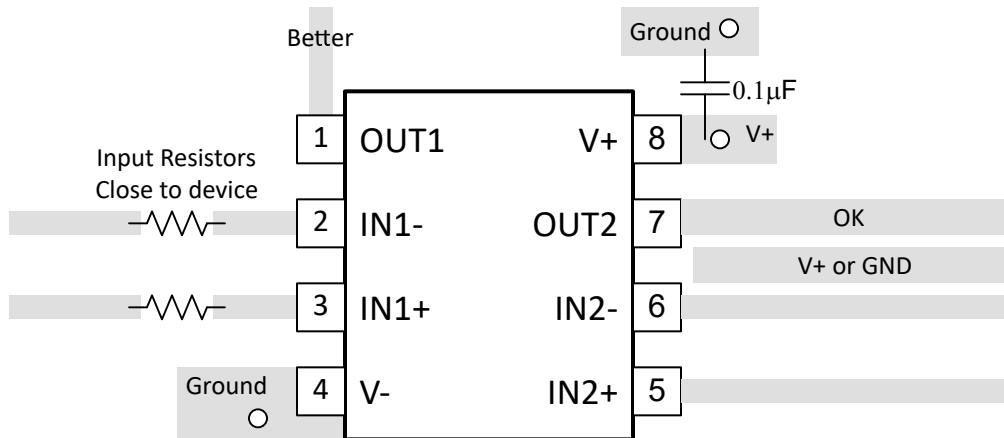 Better
Ground
0.1µF
1 OUT1
V+ 8
V+
Input Resistors
Close to device
2 IN1-
OUT2 7
OK
V+ or GND
3 IN1+
IN2- 6
Ground
4 V-
IN2+ 5